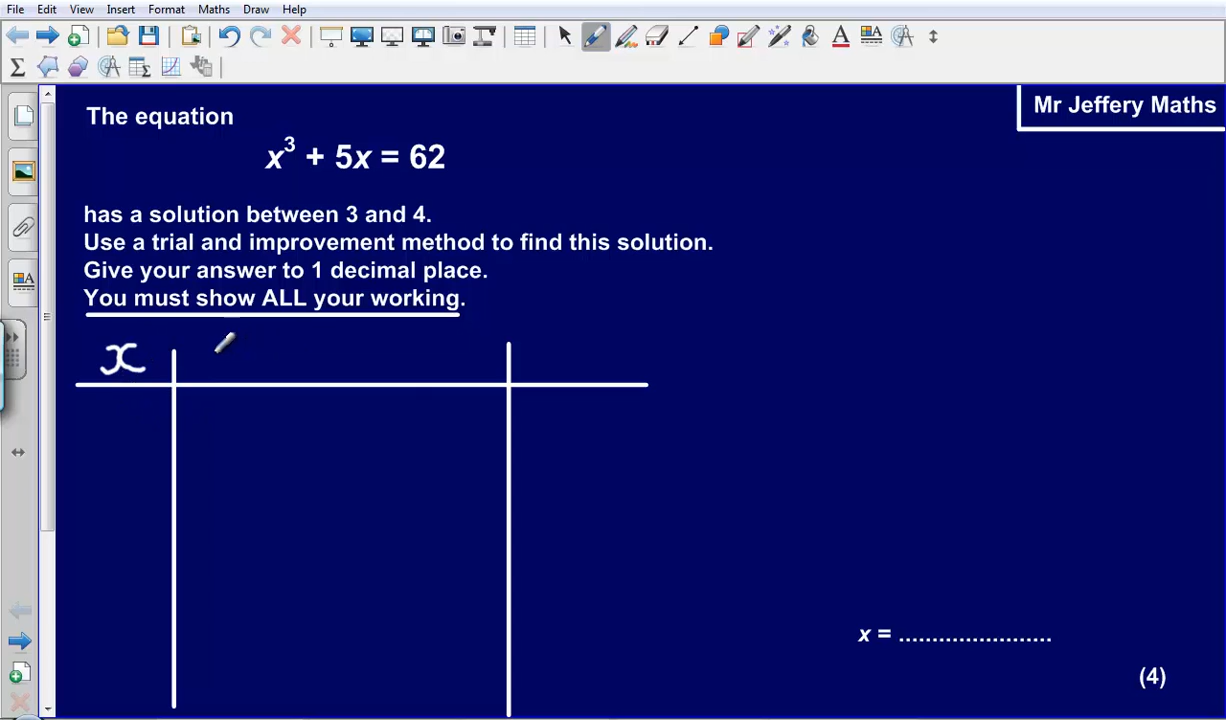 File Edit View Insert Format Maths Draw Help
Mr Jeffery Maths
The equation
x³ + 5x = 62
has a solution between 3 and 4.
Use a trial and improvement method to find this solution.
Give your answer to 1 decimal place.
You must show ALL your working.
x
x = .......................
(4)